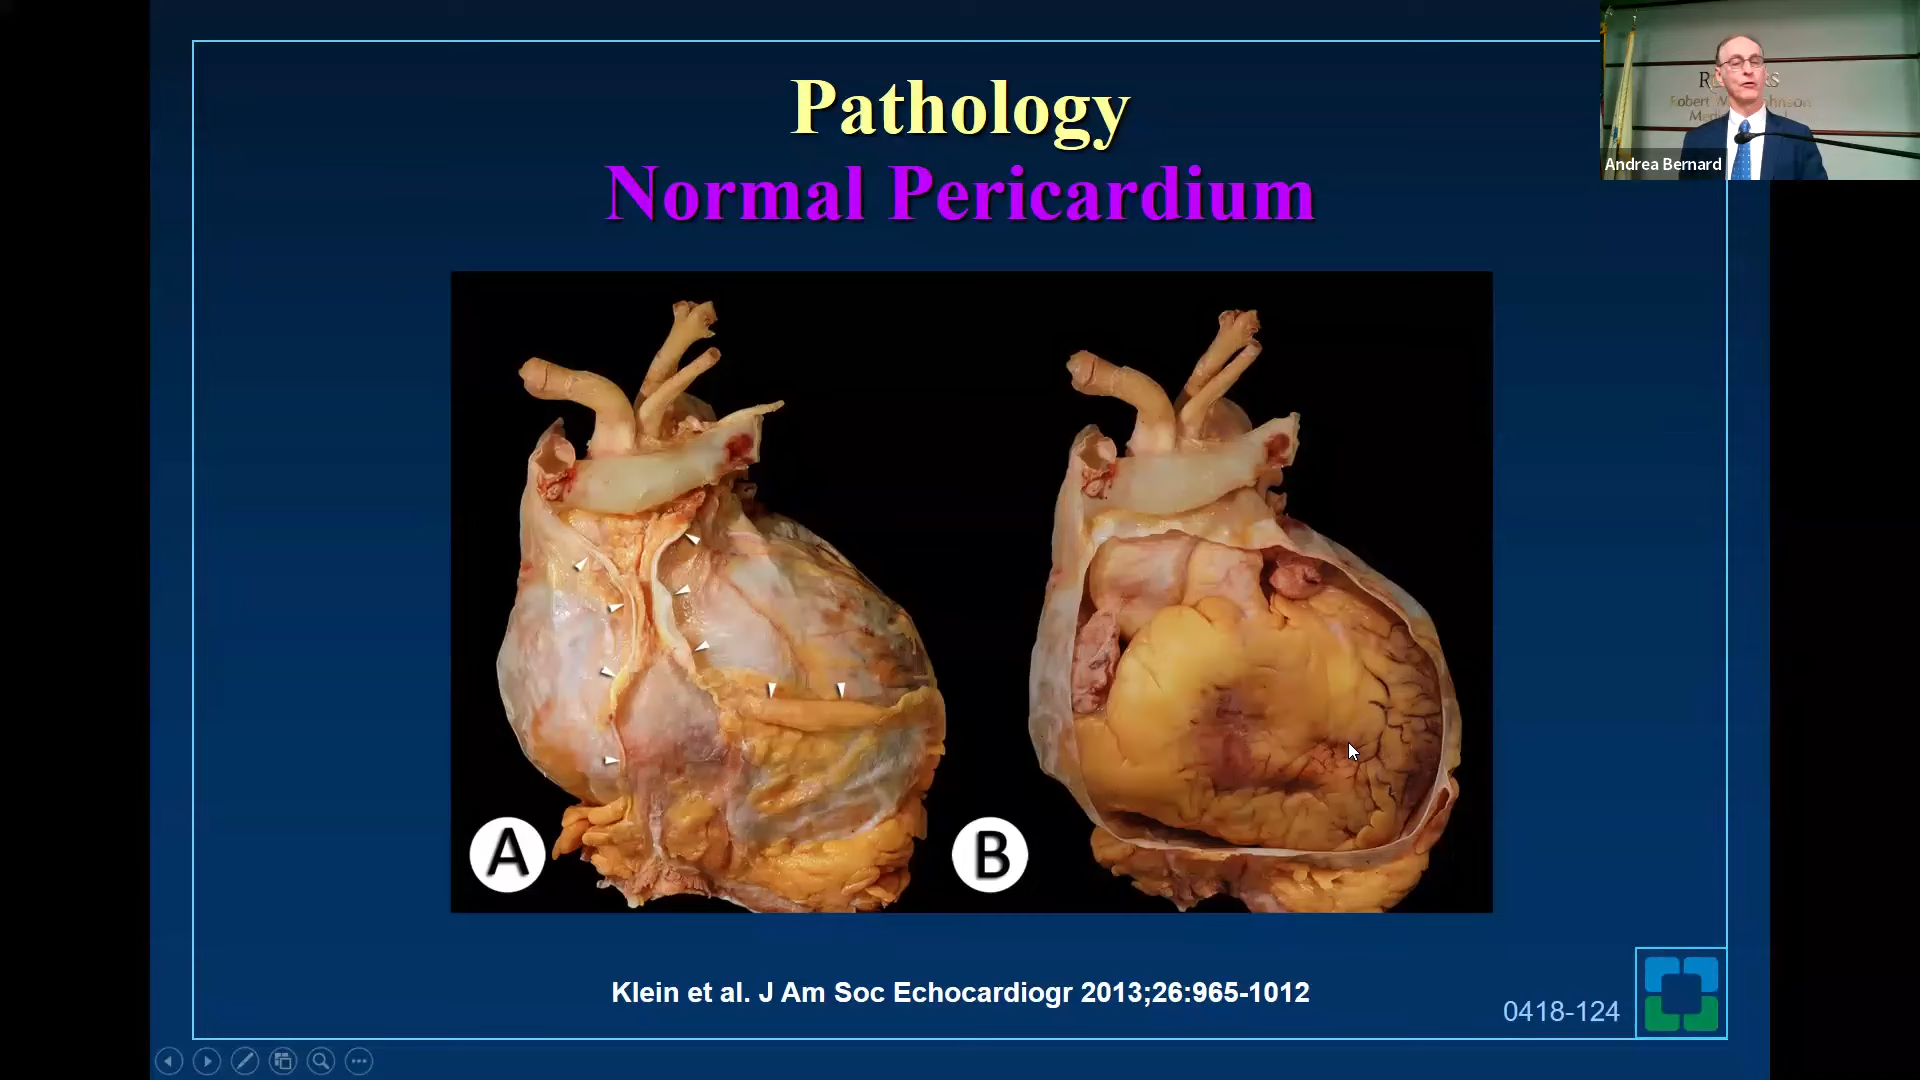 Pathology
Normal Pericardium
Andrea Bernard
A
B
Klein et al. J Am Soc Echocardiogr 2013;26:965-1012
0418-124